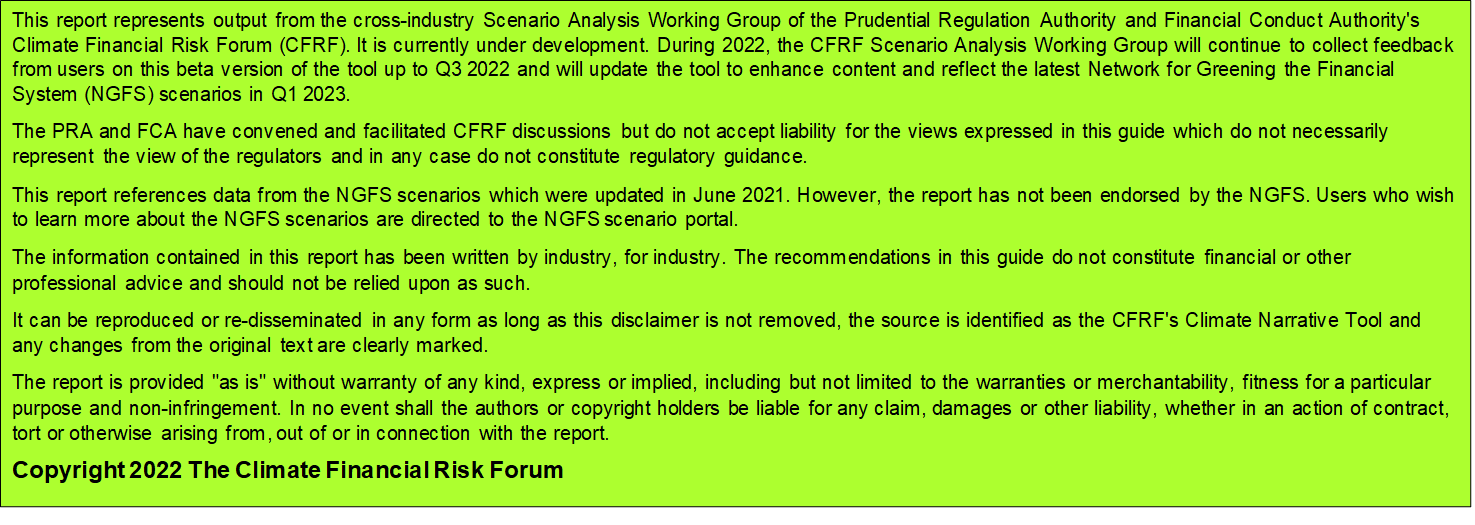 This report represents output from the cross-industry Scenario Analysis Working Group of the Prudential Regulation Authority and Financial Conduct Authority's
Climate Financial Risk Forum (CFRF). It is currently under development. During 2022, the CFRF Scenario Analysis Working Group will continue to collect feedback
from users on this beta version of the tool up to Q3 2022 and will update the tool to enhance content and reflect the latest Network for Greening the Financial
System (NGFS) scenarios in Q1 2023.
The PRA and FCA have convened and facilitated CFRF discussions but do not accept liability for the views expressed in this guide which do not necessarily
represent the view of the regulators and in any case do not constitute regulatory guidance.
This report references data from the NGFS scenarios which were updated in June 2021. However, the report has not been endorsed by the NGFS. Users who wish
to learn more about the NGFS scenarios are directed to the NGFS scenario portal.
The information contained in this report has been written by industry, for industry. The recommendations in this guide do not constitute financial or other
professional advice and should not be relied upon as such.
It can be reproduced or re-disseminated in any form as long as this disclaimer is not removed, the source is identified as the CFRF's Climate Narrative Tool and
any changes from the original text are clearly marked.
The report is provided "as is" without warranty of any kind, express or implied, including but not limited to the warranties or merchantability, fitness for a particular
purpose and non-infringement. In no event shall the authors or copyright holders be liable for any claim, damages or other liability, whether in an action of contract,
tort or otherwise arising from, out of or in connection with the report.
Copyright 2022 The Climate Financial Risk Forum